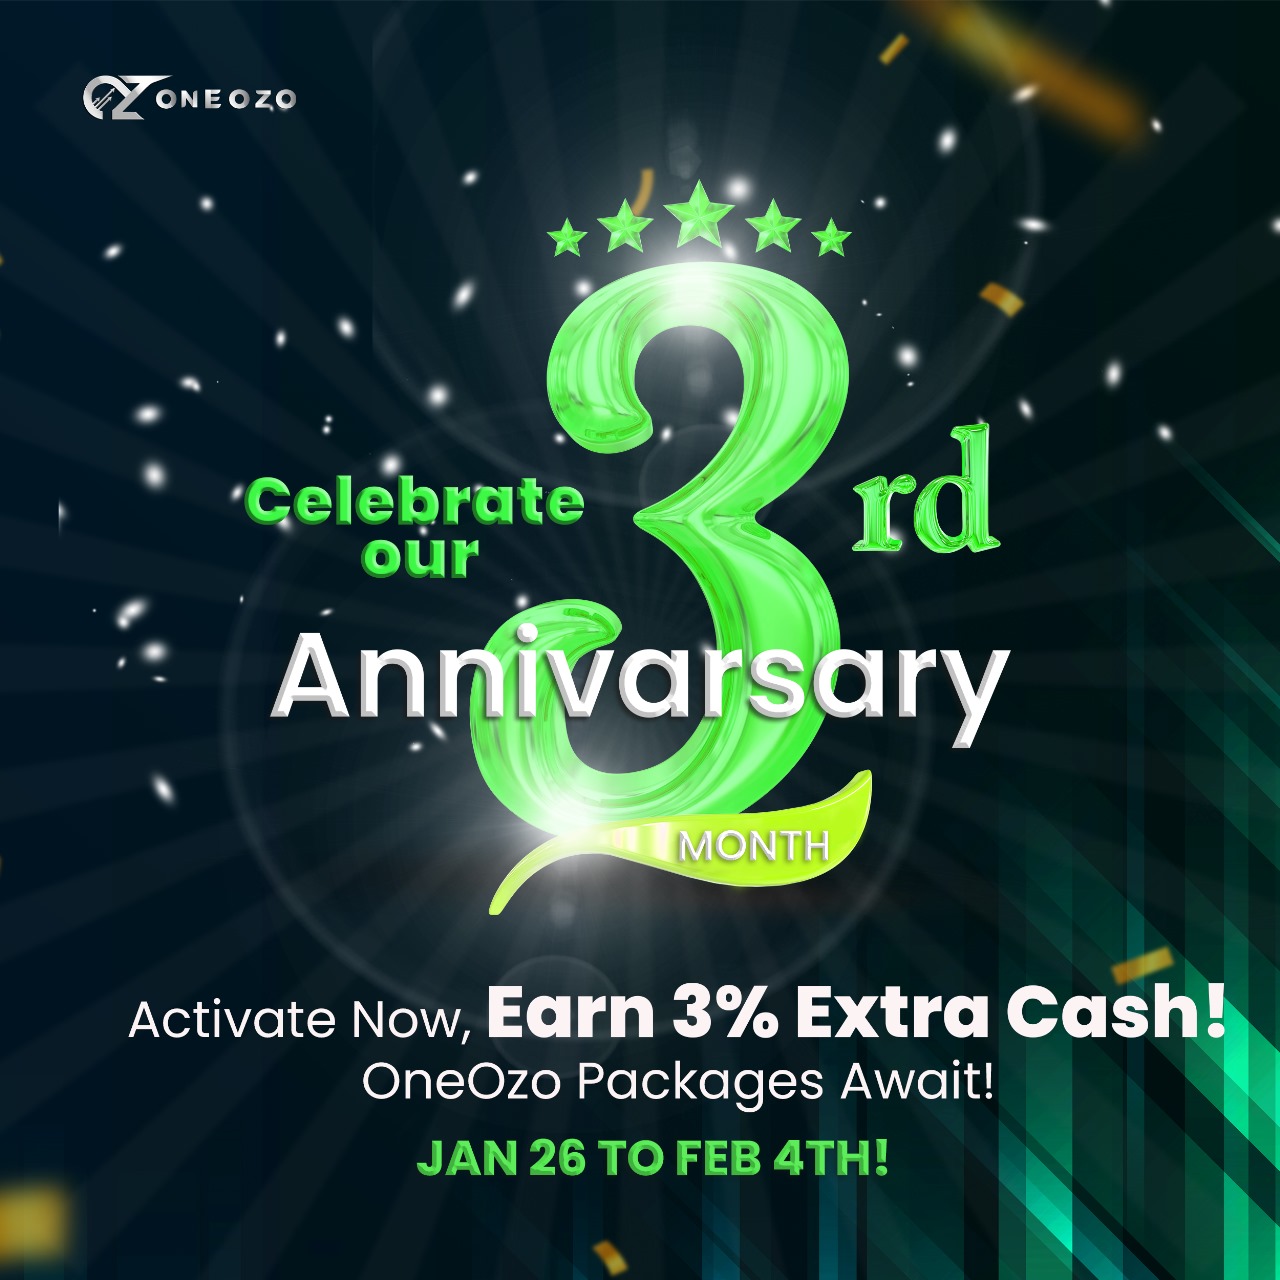 ONEOZO
Celebrate
our
3rd
Annivarsary
MONTH
Activate Now, Earn 3% Extra Cash!
OneOzo Packages Await!
JAN 26 TO FEB 4TH!